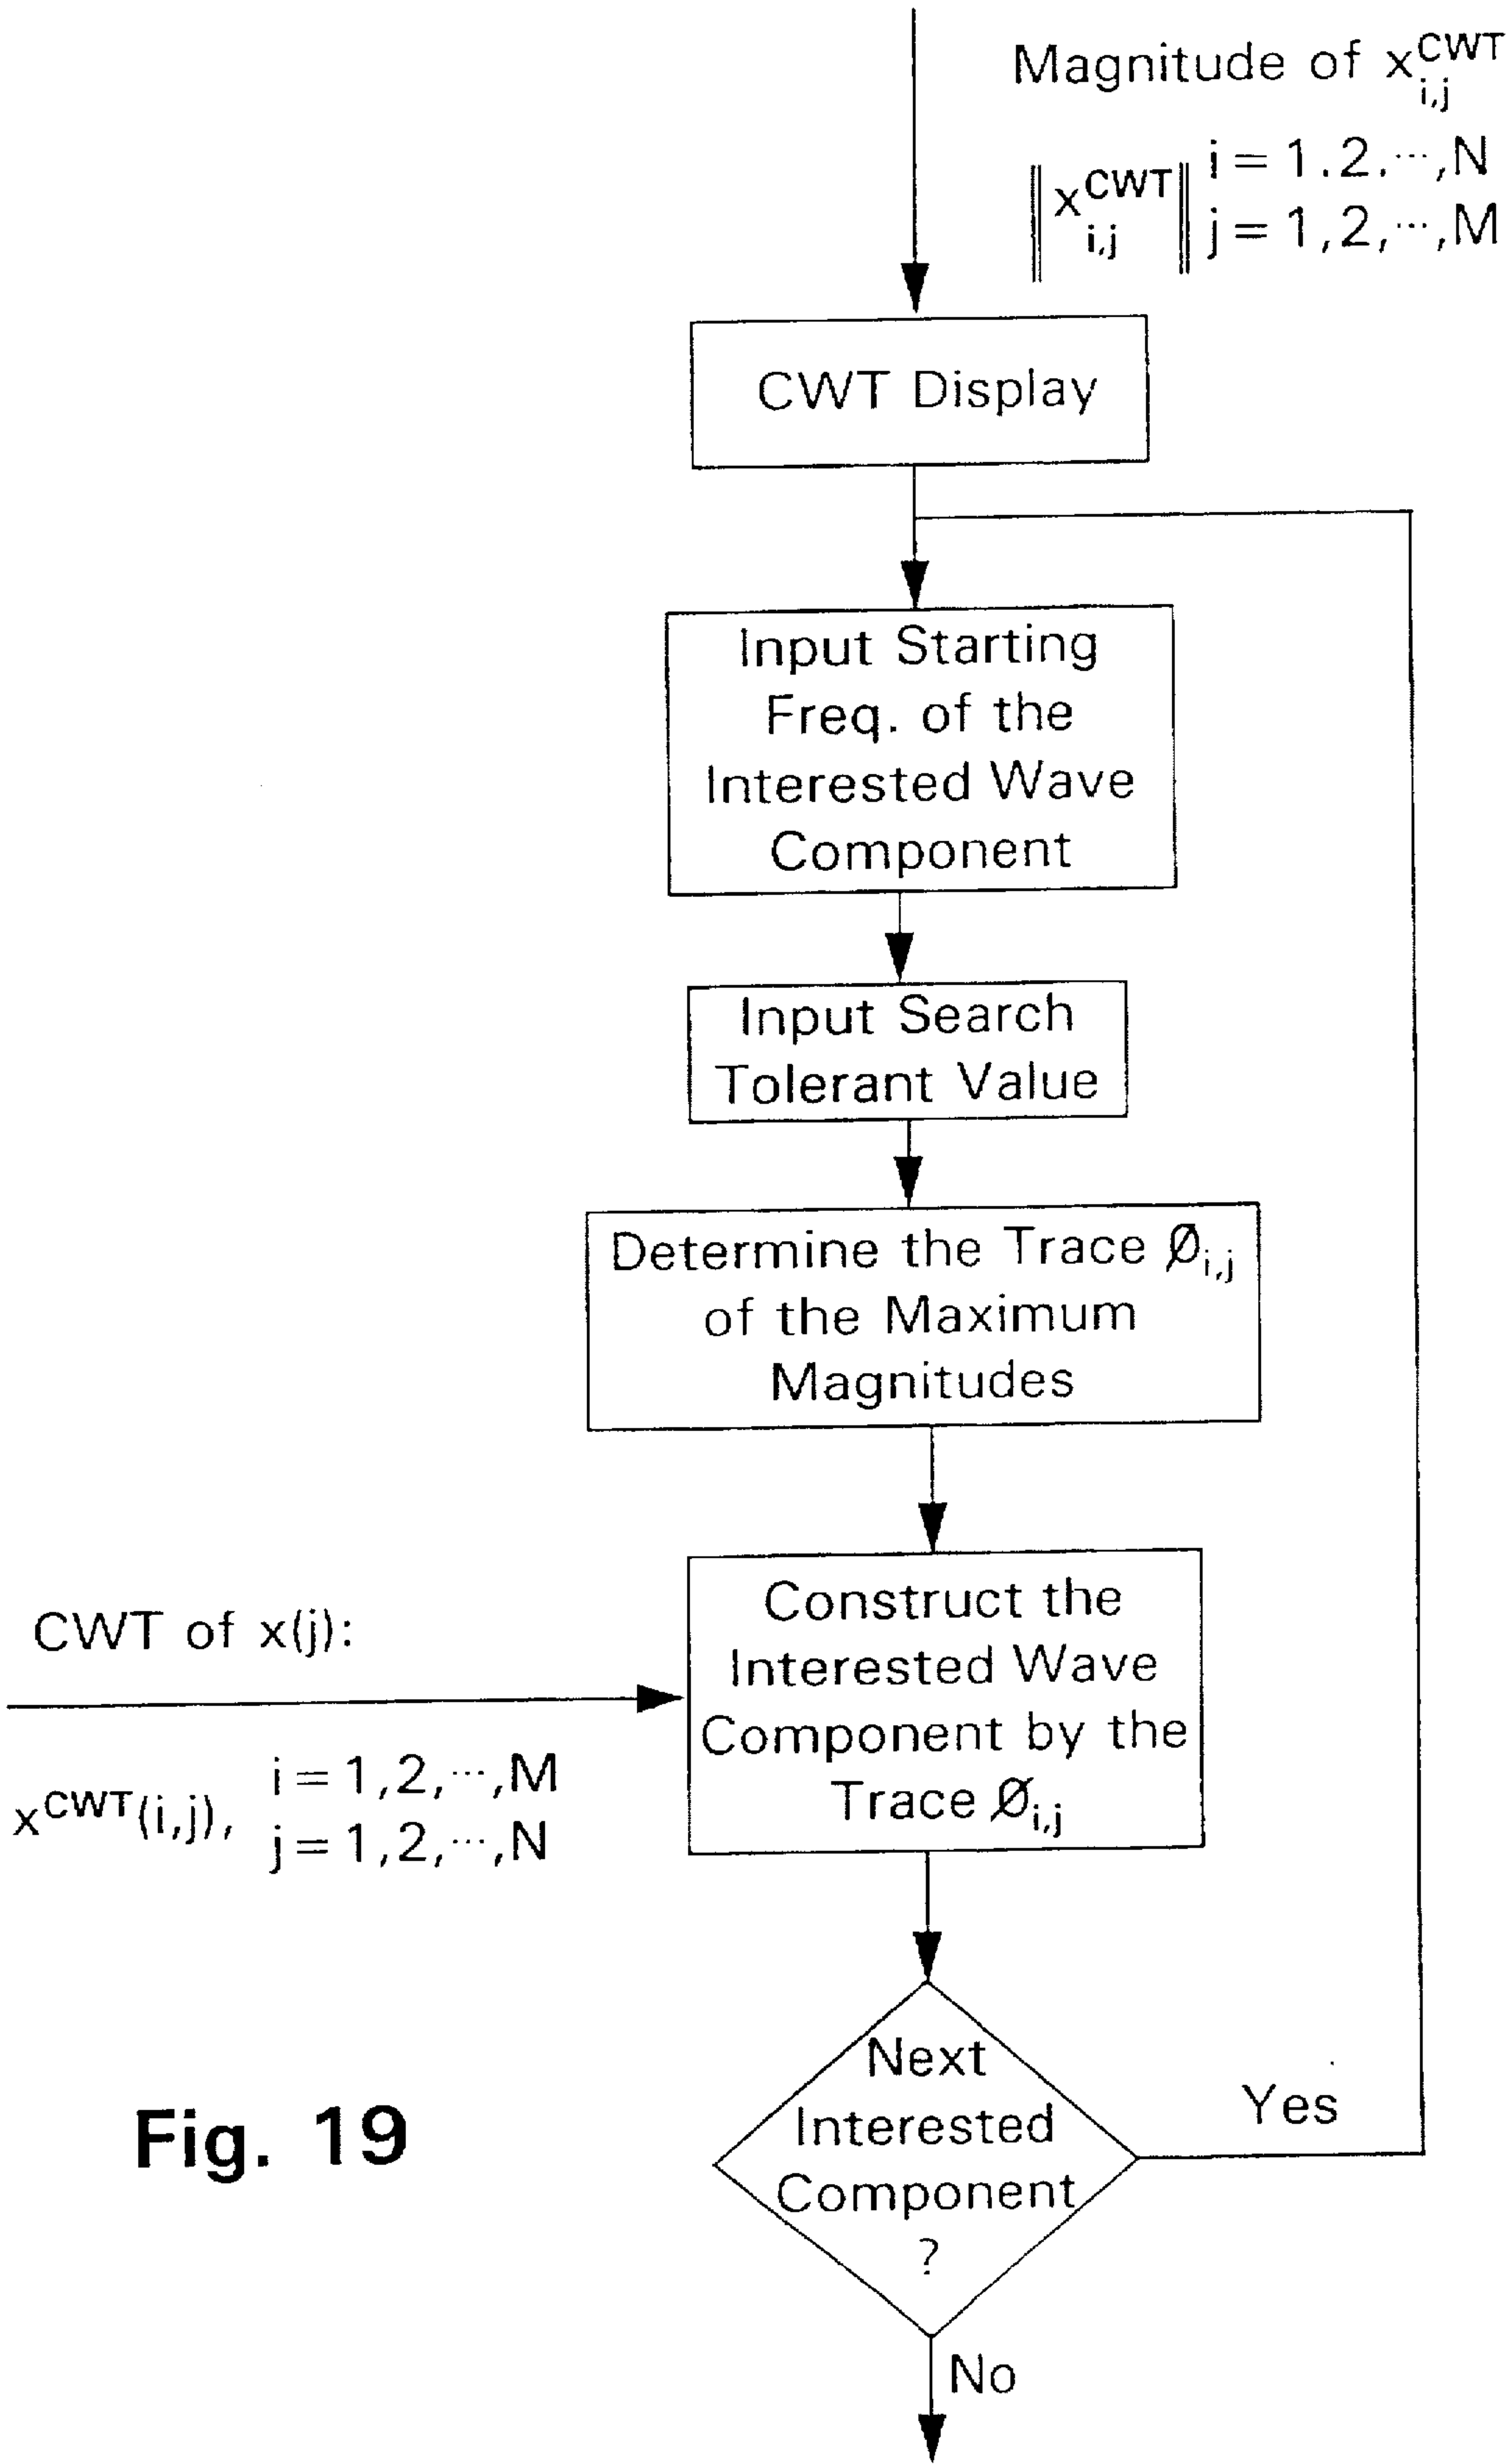 Magnitude of x^CWT_i,j
‖x^CWT_i,j‖ i = 1.2.···,N
j = 1,2,···,M
CWT Display
Input Starting
Freq. of the
Interested Wave
Component
Input Search
Tolerant Value
Determine the Trace Ø_i,j
of the Maximum
Magnitudes
CWT of x(j):
x^CWT(i,j), i = 1,2,···,M
j = 1,2,···,N
Construct the
Interested Wave
Component by the
Trace Ø_i,j
Next
Interested
Component
?
Yes
No
Fig. 19